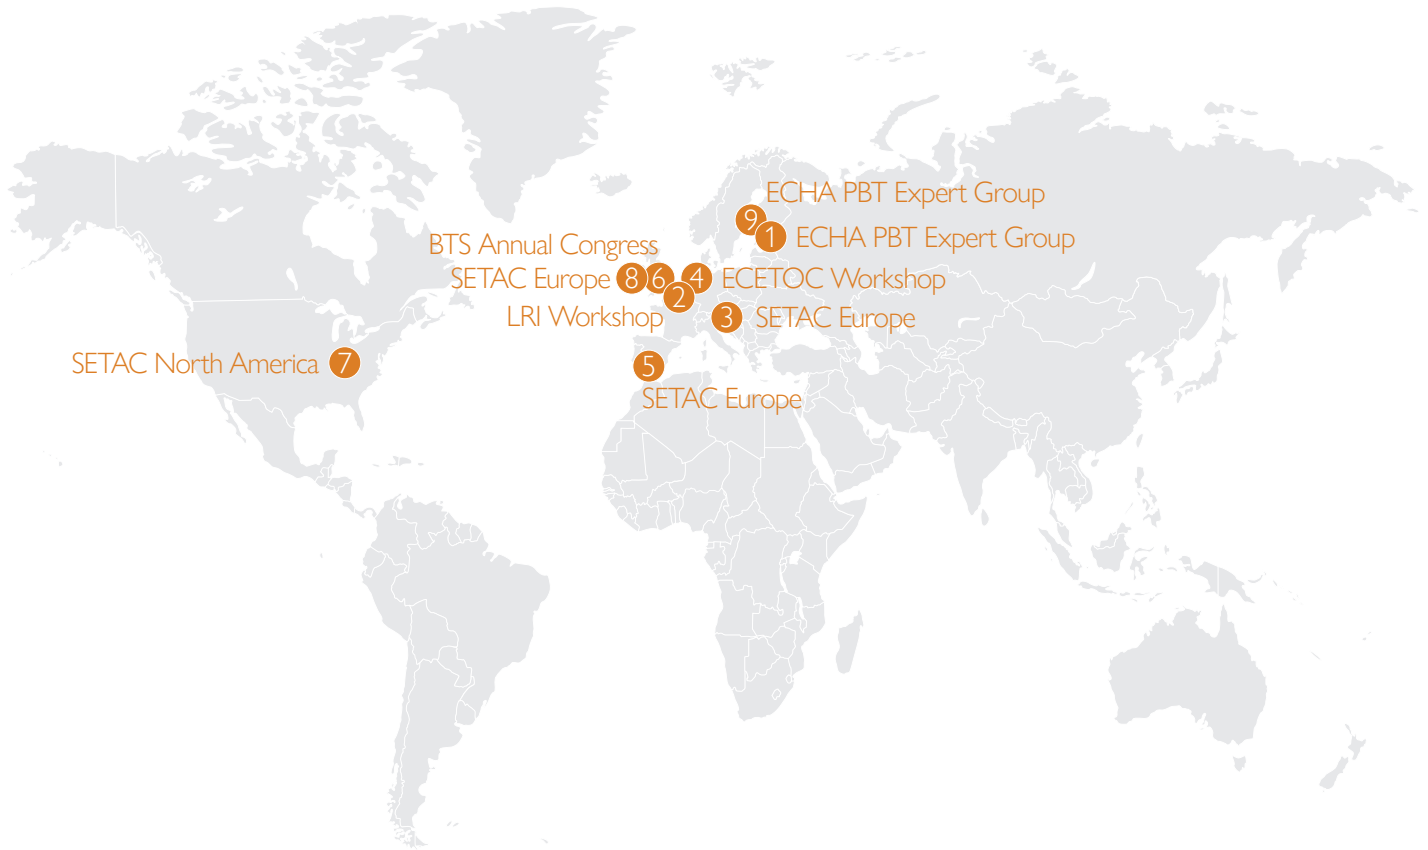 ECHA PBT Expert Group
9
1 ECHA PBT Expert Group
BTS Annual Congress
SETAC Europe 8 6 4 ECETOC Workshop
2
LRI Workshop 3 SETAC Europe
SETAC North America 7
5
SETAC Europe